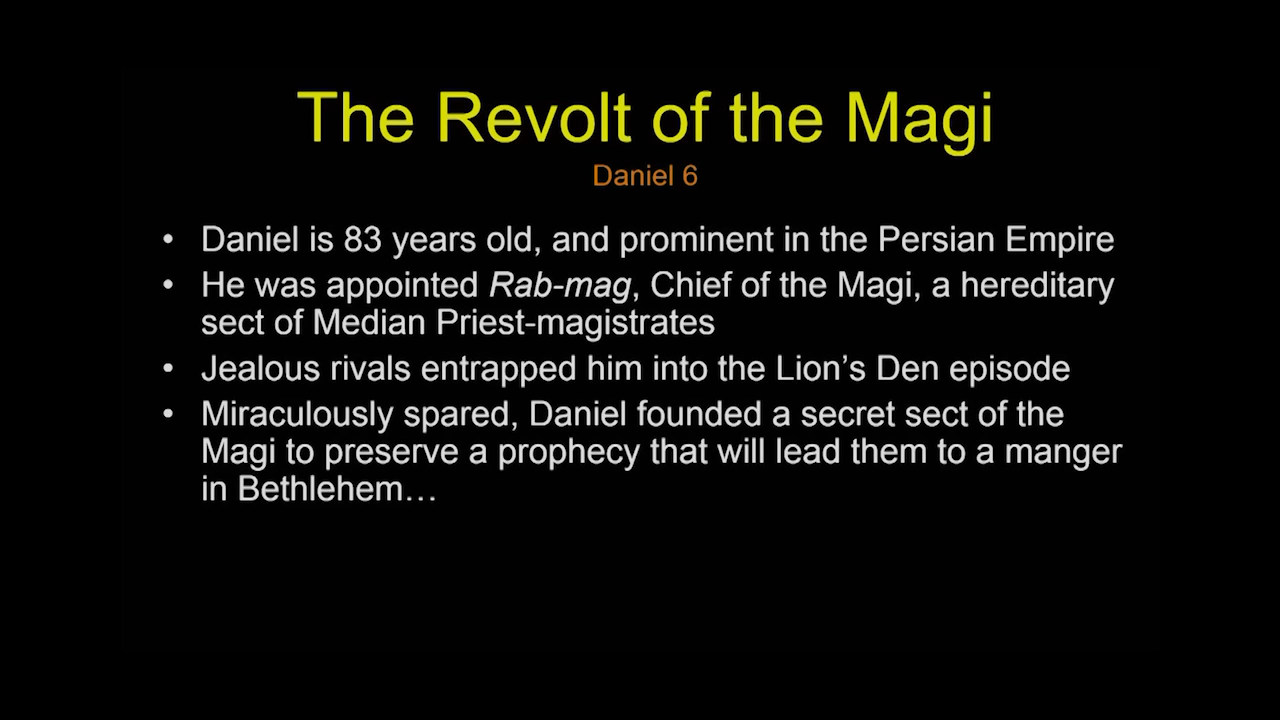 The Revolt of the Magi
Daniel 6
• Daniel is 83 years old, and prominent in the Persian Empire
• He was appointed Rab-mag, Chief of the Magi, a hereditary
sect of Median Priest-magistrates
• Jealous rivals entrapped him into the Lion’s Den episode
• Miraculously spared, Daniel founded a secret sect of the
Magi to preserve a prophecy that will lead them to a manger
in Bethlehem…